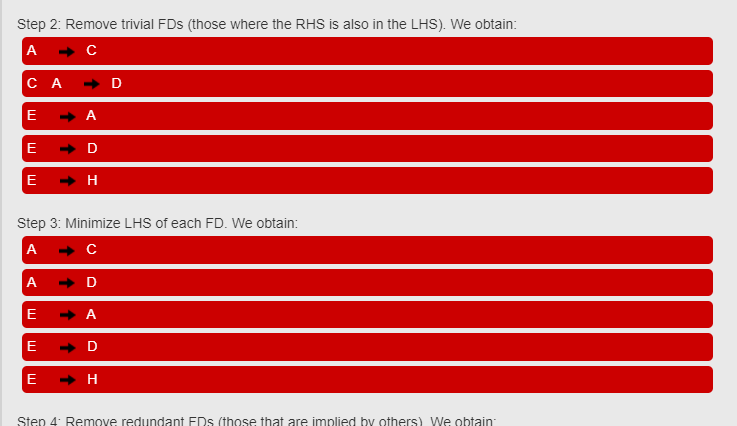 Step 2: Remove trivial FDs (those where the RHS is also in the LHS). We obtain:
A → C
C A → D
E → A
E → D
E → H
Step 3: Minimize LHS of each FD. We obtain:
A → C
A → D
E → A
E → D
E → H
Step 4: Remove redundant FDs (those that are implied by others). We obtain: